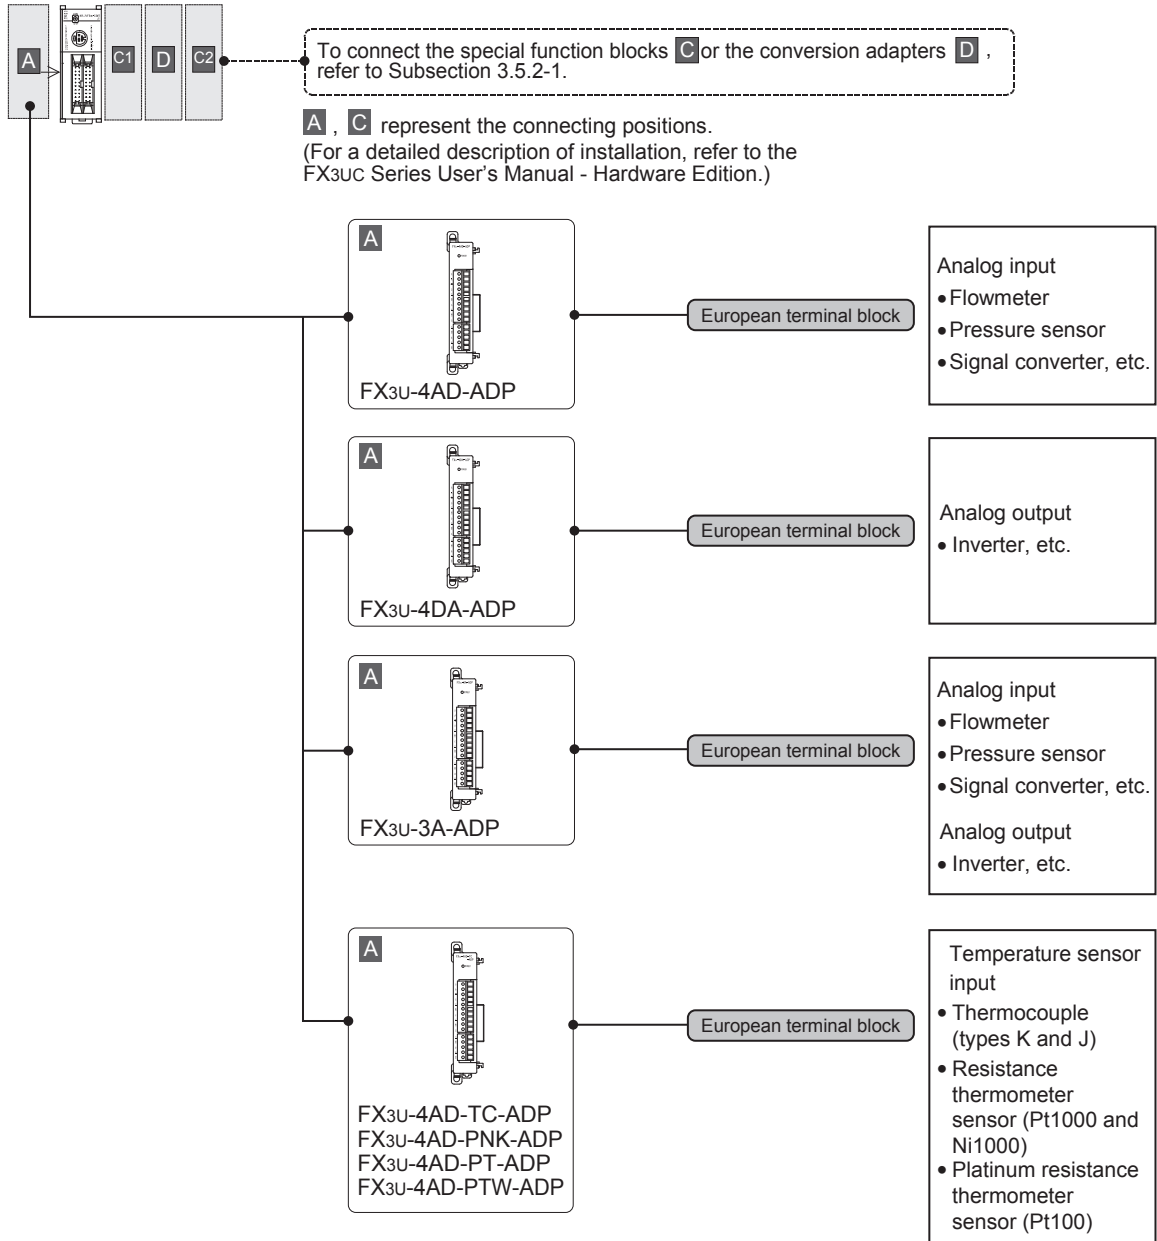 A C1 D C2
To connect the special function blocks C or the conversion adapters D ,
refer to Subsection 3.5.2-1.
A , C represent the connecting positions.
(For a detailed description of installation, refer to the
FX3UC Series User's Manual - Hardware Edition.)
A
FX3U-4AD-ADP
European terminal block
Analog input
•Flowmeter
•Pressure sensor
•Signal converter, etc.
A
FX3U-4DA-ADP
European terminal block
Analog output
• Inverter, etc.
A
FX3U-3A-ADP
European terminal block
Analog input
•Flowmeter
•Pressure sensor
•Signal converter, etc.
Analog output
• Inverter, etc.
A
FX3U-4AD-TC-ADP
FX3U-4AD-PNK-ADP
FX3U-4AD-PT-ADP
FX3U-4AD-PTW-ADP
European terminal block
Temperature sensor
input
• Thermocouple
(types K and J)
• Resistance
thermometer
sensor (Pt1000 and
Ni1000)
• Platinum resistance
thermometer
sensor (Pt100)